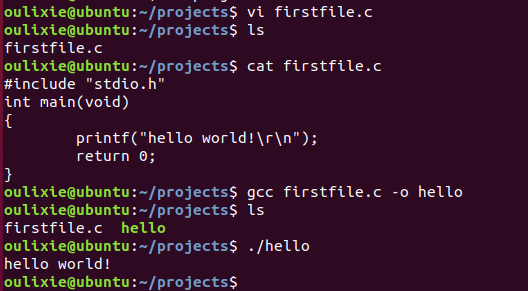 oulixie@ubuntu:~/projects$ vi firstfile.c
oulixie@ubuntu:~/projects$ ls
firstfile.c
oulixie@ubuntu:~/projects$ cat firstfile.c
#include "stdio.h"
int main(void)
{
        printf("hello world!\r\n");
        return 0;
}
oulixie@ubuntu:~/projects$ gcc firstfile.c -o hello
oulixie@ubuntu:~/projects$ ls
firstfile.c  hello
oulixie@ubuntu:~/projects$ ./hello
hello world!
oulixie@ubuntu:~/projects$